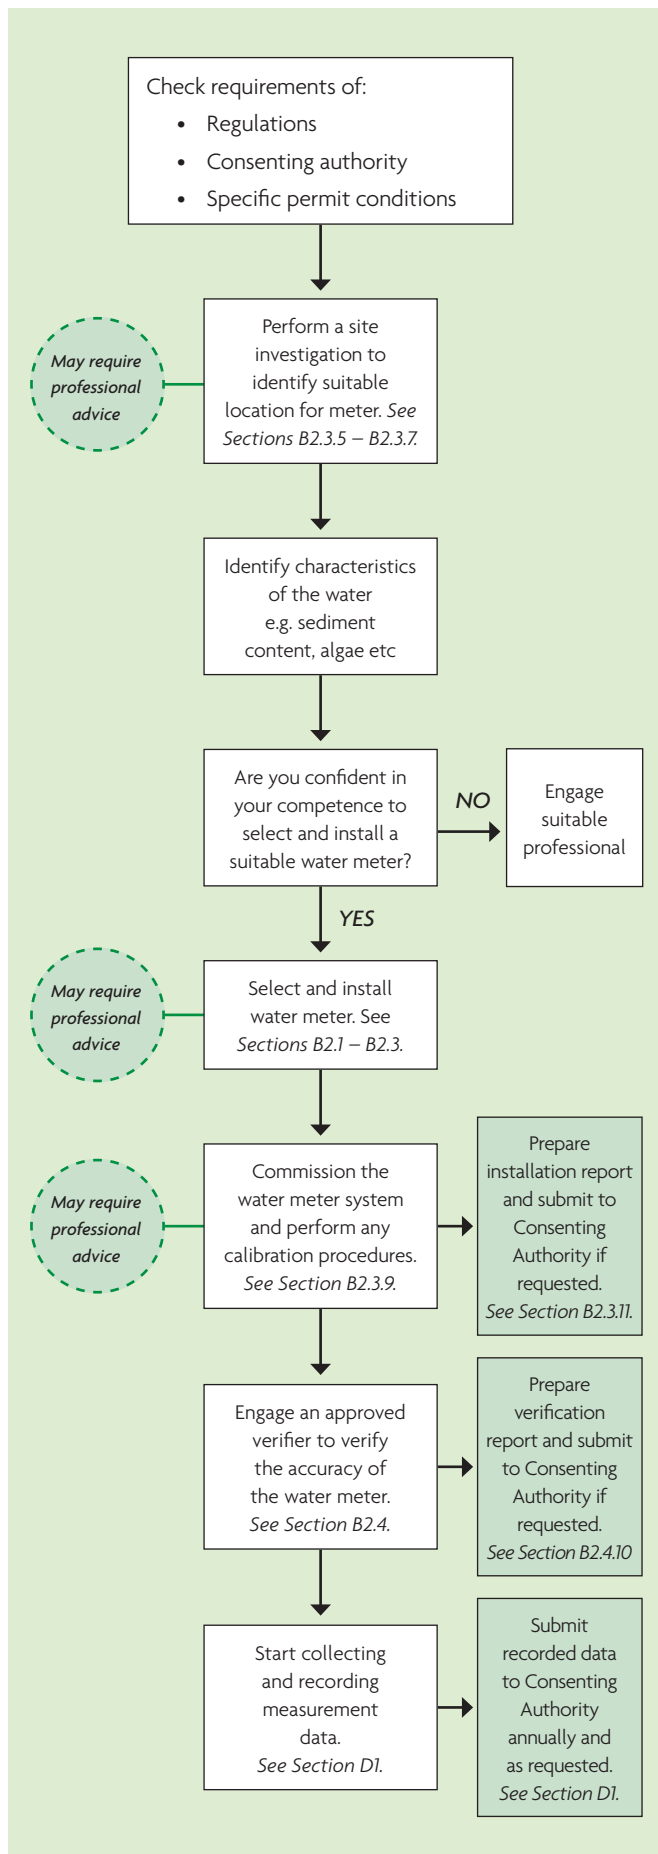 Check requirements of:
• Regulations
• Consenting authority
• Specific permit conditions
May require
professional
advice
Perform a site
investigation to
identify suitable
location for meter. See
Sections B2.3.5 – B2.3.7.
Identify characteristics
of the water
e.g. sediment
content, algae etc
Are you confident in
your competence to
select and install a
suitable water meter?
NO
Engage
suitable
professional
YES
May require
professional
advice
Select and install
water meter. See
Sections B2.1 – B2.3.
May require
professional
advice
Commission the
water meter system
and perform any
calibration procedures.
See Section B2.3.9.
Prepare
installation report
and submit to
Consenting
Authority if
requested.
See Section B2.3.11.
Engage an approved
verifier to verify
the accuracy of
the water meter.
See Section B2.4.
Prepare
verification
report and submit
to Consenting
Authority if
requested.
See Section B2.4.10
Start collecting
and recording
measurement
data.
See Section D1.
Submit
recorded data
to Consenting
Authority
annually and
as requested.
See Section D1.